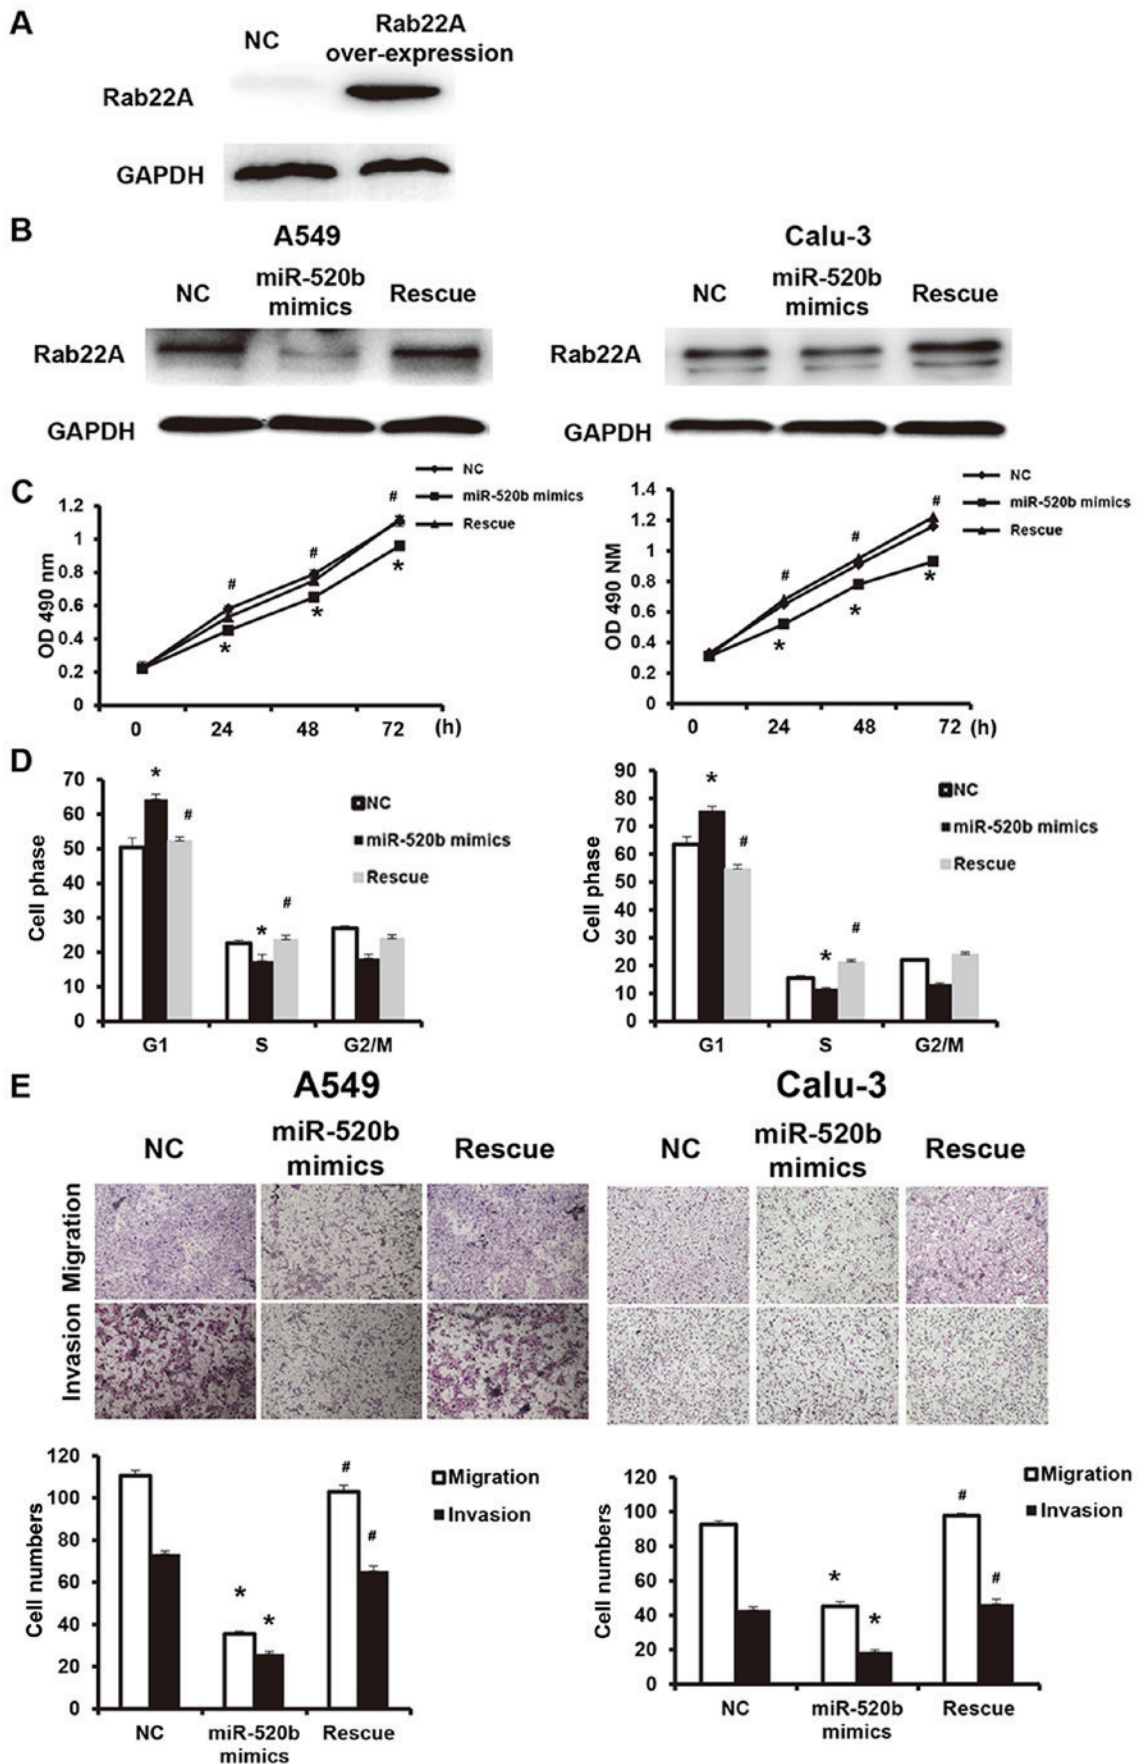 A
NC
Rab22A
over-expression
Rab22A
GAPDH
B
A549
Calu-3
NC
miR-520b
mimics
Rescue
NC
miR-520b
mimics
Rescue
Rab22A
Rab22A
GAPDH
GAPDH
C
NC
miR-520b mimics
Rescue
OD 490 nm
1.2
1
0.8
0.6
0.4
0.2
0
# # #
* * *
0 24 48 72 (h)
NC
miR-520b mimics
Rescue
OD 490 NM
1.4
1.2
1
0.8
0.6
0.4
0.2
0
# # #
* * *
0 24 48 72 (h)
D
Cell phase
70
60
50
40
30
20
10
0
* #
* #
NC
miR-520b mimics
Rescue
G1 S G2/M
Cell phase
90
80
70
60
50
40
30
20
10
0
* #
* #
NC
miR-520b mimics
Rescue
G1 S G2/M
E
A549
Calu-3
NC
miR-520b
mimics
Rescue
NC
miR-520b
mimics
Rescue
Migration
Invasion
Cell numbers
120
100
80
60
40
20
0
* *
# #
Migration
Invasion
NC miR-520b Rescue
mimics
Cell numbers
120
100
80
60
40
20
0
* *
# #
Migration
Invasion
NC miR-520b Rescue
mimics